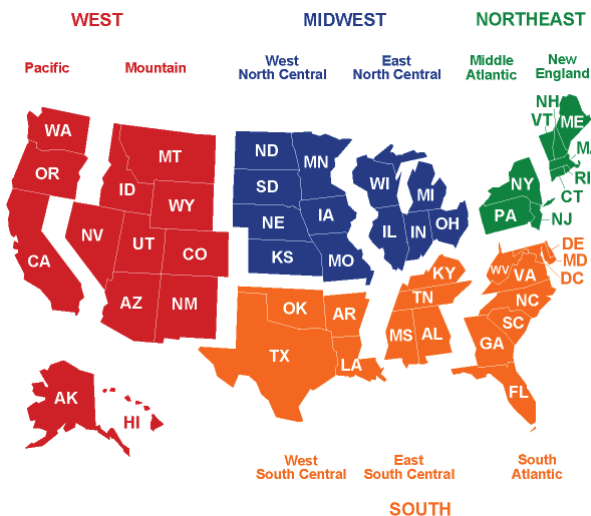 WEST MIDWEST NORTHEAST
Pacific Mountain West North Central East North Central Middle Atlantic New England
WA
OR
CA
NV
ID
MT
WY
UT
CO
AZ
NM
AK
HI
ND
SD
NE
KS
MN
IA
MO
WI
MI
IL
IN
OH
NH
VT
ME
MA
RI
CT
NY
PA
NJ
OK
TX
AR
LA
KY
TN
MS
AL
DE
MD
DC
WV
VA
NC
SC
GA
FL
West South Central East South Central South Atlantic
SOUTH